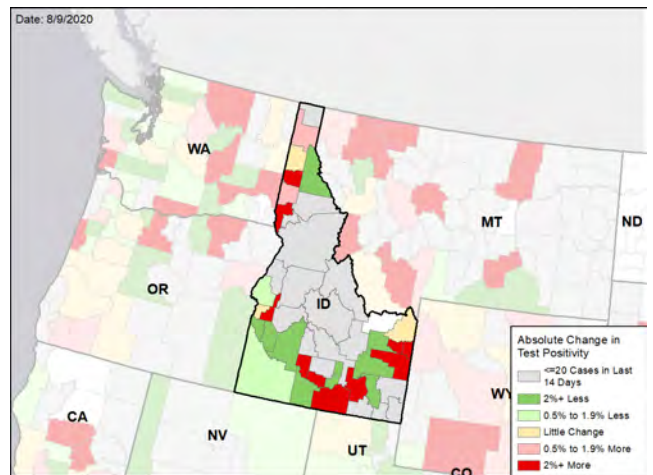 Date: 8/9/2020
WA
MT
ND
OR
ID
WY
CA
NV
UT
CO
Absolute Change in
Test Positivity
<=20 Cases in Last
14 Days
2%+ Less
0.5% to 1.9% Less
Little Change
0.5% to 1.9% More
2%+ More